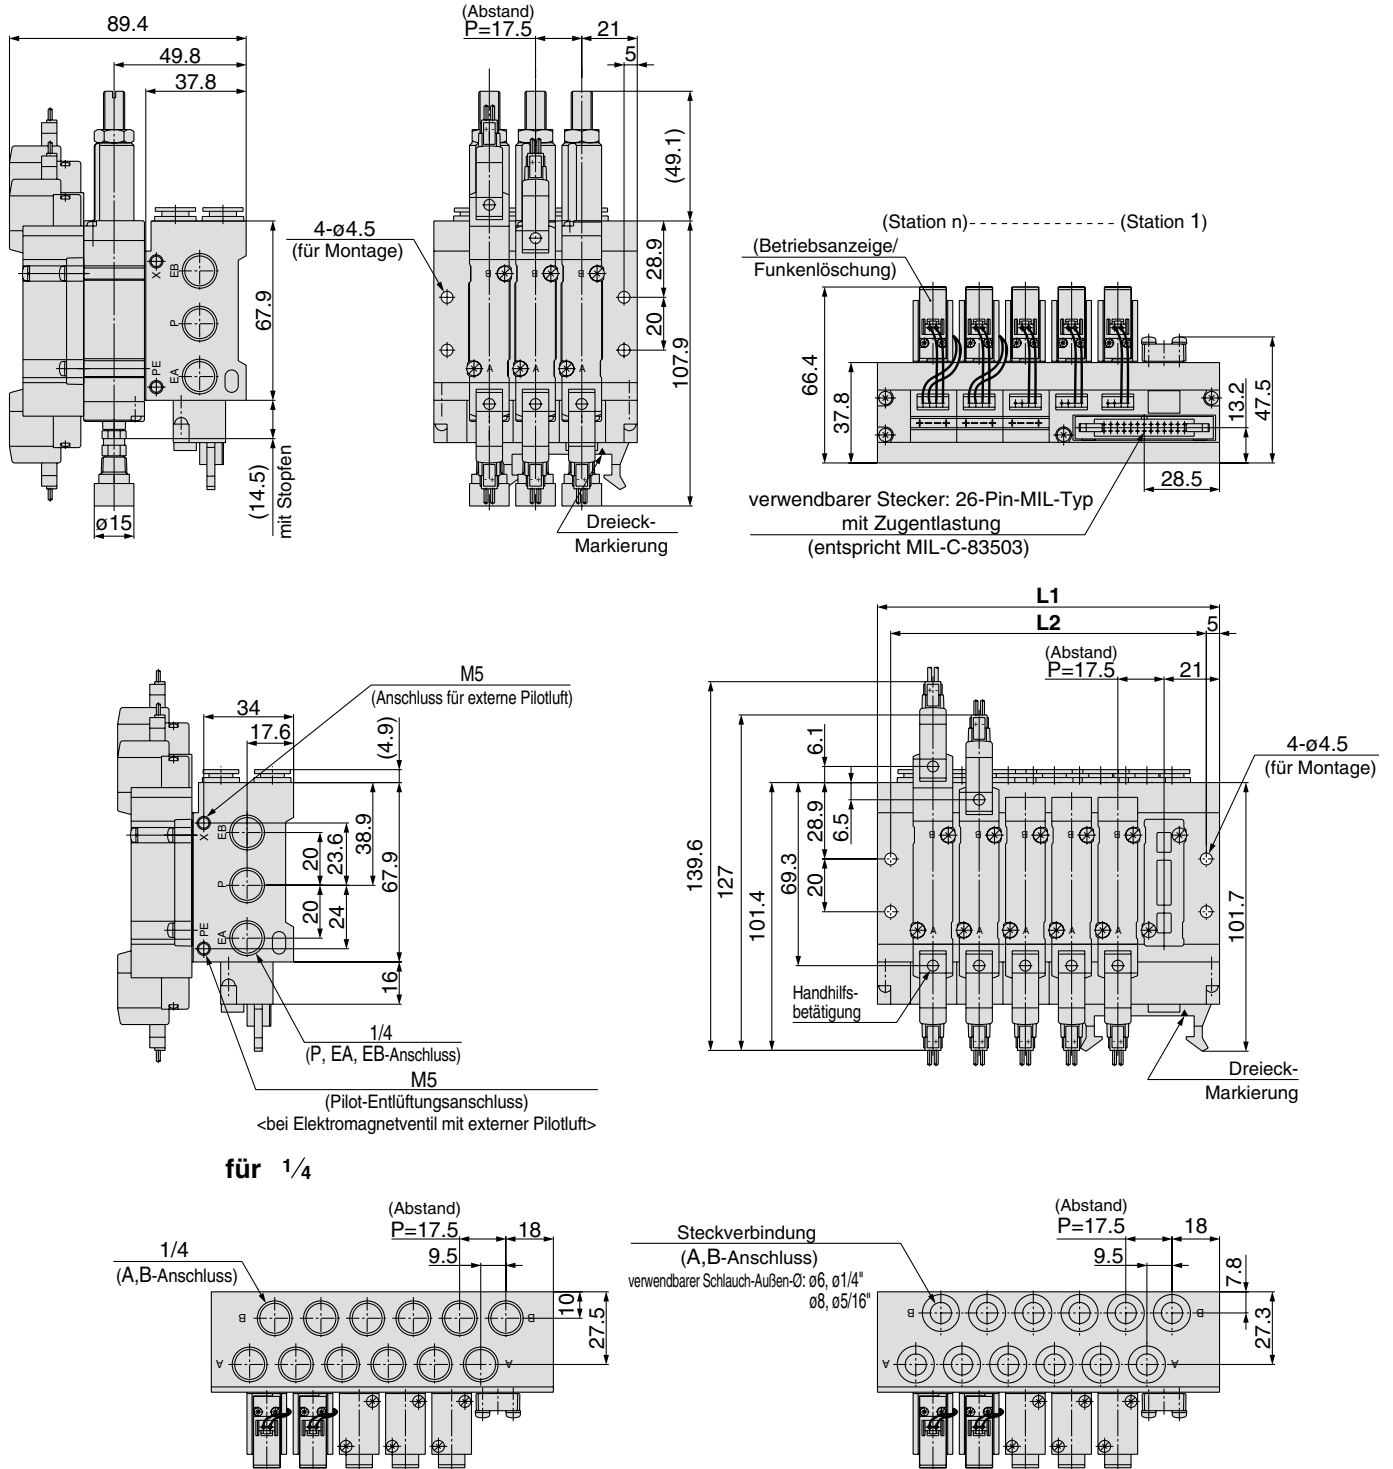 89.4
49.8
37.8
X
EB
P
PE
EA
67.9
(14.5)
mit Stopfen
ø15
(Abstand)
P=17.5
21
5
(49.1)
4-ø4.5
(für Montage)
28.9
20
107.9
B B B
A A A
Dreieck-
Markierung
(Station n)- - - - - - - - - - - - - (Station 1)
(Betriebsanzeige/
Funkenlöschung)
66.4
37.8
13.2
47.5
28.5
verwendbarer Stecker: 26-Pin-MIL-Typ
mit Zugentlastung
(entspricht MIL-C-83503)
M5
(Anschluss für externe Pilotluft)
34
17.6
(4.9)
X
EB
P
PE
EA
20
23.6
38.9
67.9
20
24
16
1/4
(P, EA, EB-Anschluss)
M5
(Pilot-Entlüftungsanschluss)
<bei Elektromagnetventil mit externer Pilotluft>
L1
L2
5
(Abstand)
P=17.5
21
4-ø4.5
(für Montage)
139.6
127
101.4
69.3
28.9
20
6.1
6.5
B B B B B
A A A A A
101.7
Handhilfs-
betätigung
Dreieck-
Markierung
für 1/4
(Abstand)
P=17.5
18
9.5
1/4
(A,B-Anschluss)
10
27.5
B B
A A
Steckverbindung
(A,B-Anschluss)
verwendbarer Schlauch-Außen-Ø: ø6, ø1/4"
ø8, ø5/16"
(Abstand)
P=17.5
18
9.5
7.8
27.3
B B
A A